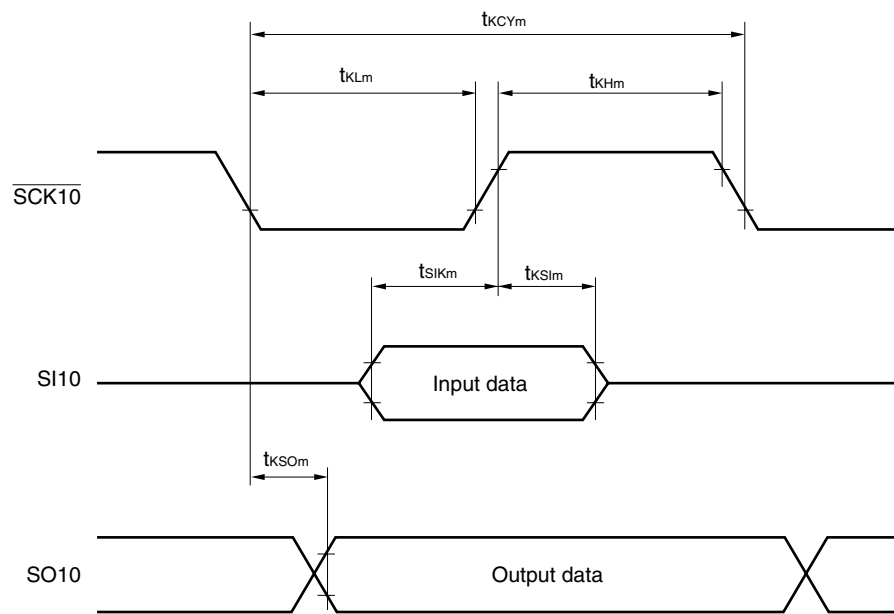 tKCYm
tKLm
tKHm
SCK10
tSIKm
tKSIm
SI10
Input data
tKSOm
SO10
Output data